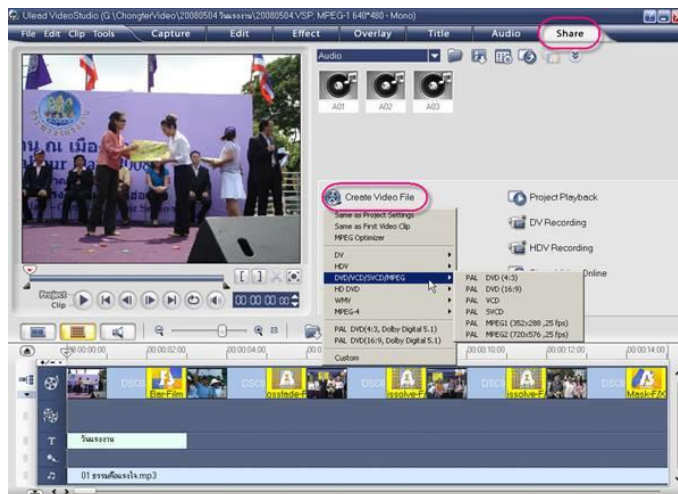 Ulead VideoStudio (G:\ChongterVideo\20080504 วันแรงงาน\20080504.VSP, MPEG-1 640*480 - Mono)
File Edit Clip Tools Capture Edit Effect Overlay Title Audio Share
Audio
A01 A02 A03
Create Video File
Project Playback
DV Recording
HDV Recording
Online
Same as Project Settings
Same as First Video Clip
MPEG Optimizer
DV
HDV
DVD/VCD/SVCD/MPEG
HD DVD
WMV
MPEG-4
PAL DVD(4:3, Dolby Digital 5.1)
PAL DVD(16:9, Dolby Digital 5.1)
Custom
PAL DVD (4:3)
PAL DVD (16:9)
PAL VCD
PAL SVCD
PAL MPEG1 (352x288 ,25 fps)
PAL MPEG2 (720x576 ,25 fps)
Project
Clip
00:00:00:00
00:00:00:00 00:00:02:00 00:00:04:00 00:00:10:00 00:00:12:00 00:00:14:00
Bar-Film ossfade-F issolve-F issolve-F Mask-F/X
T วันแรงงาน
01 ธรรมคือแรงใจ.mp3